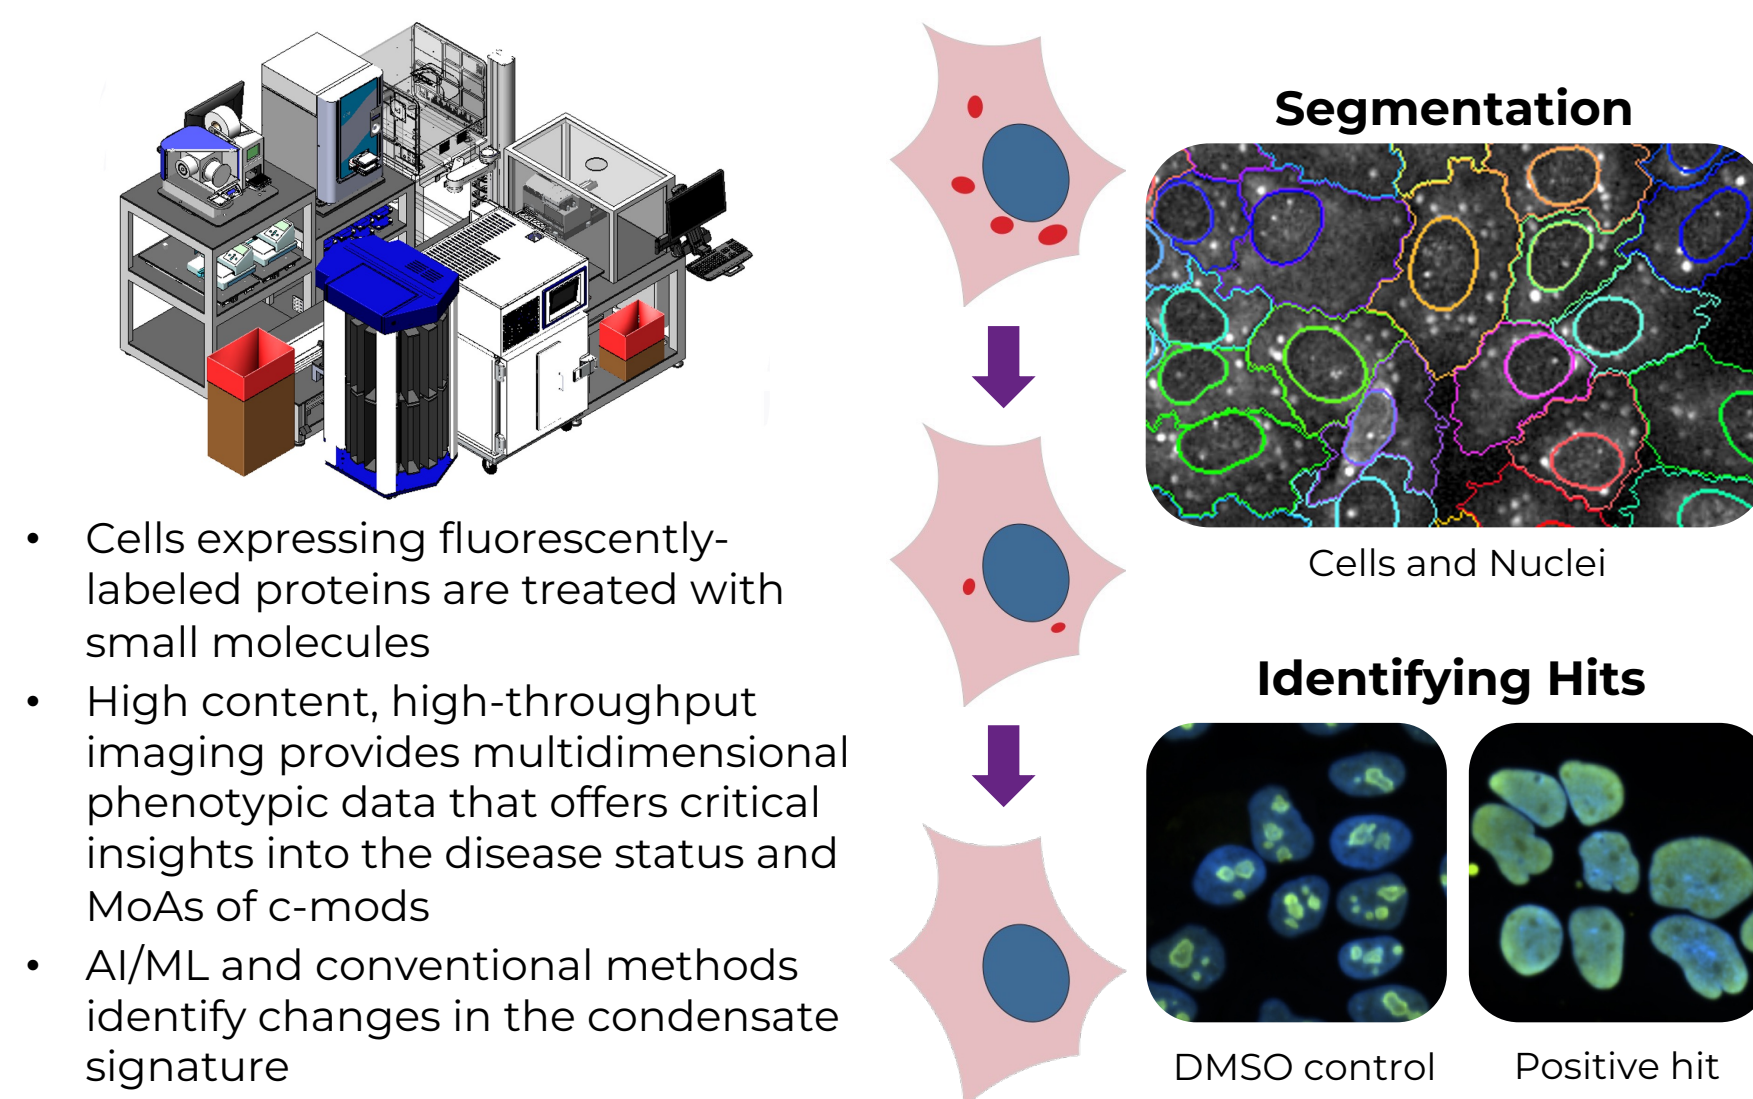 Segmentation
Cells and Nuclei
• Cells expressing fluorescently-
labeled proteins are treated with
small molecules
• High content, high-throughput
imaging provides multidimensional
phenotypic data that offers critical
insights into the disease status and
MoAs of c-mods
• AI/ML and conventional methods
identify changes in the condensate
signature
Identifying Hits
DMSO control
Positive hit